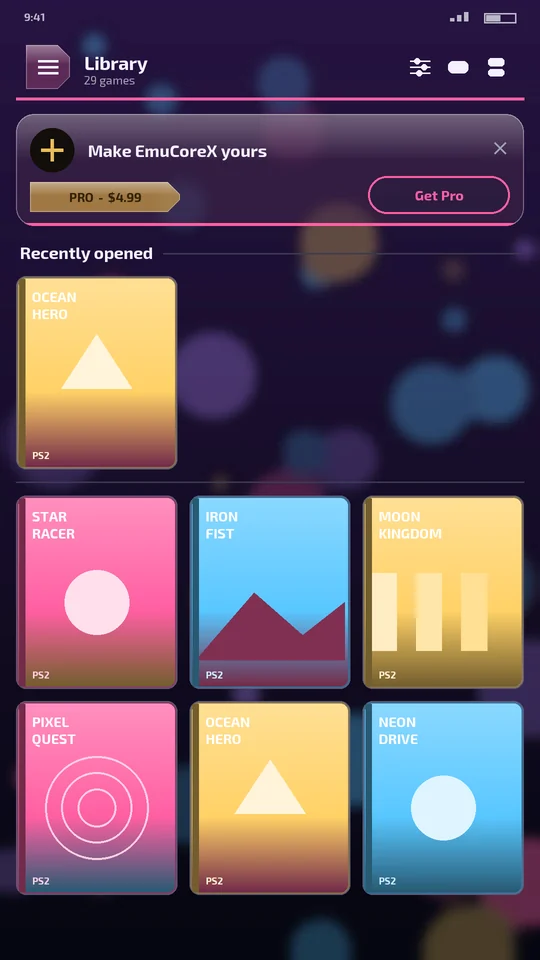 9:41
Library
29 games
Make EmuCoreX yours
PRO - $4.99
Get Pro
Recently opened
OCEAN
HERO
PS2
STAR
RACER
PS2
IRON
FIST
PS2
MOON
KINGDOM
PS2
PIXEL
QUEST
PS2
OCEAN
HERO
PS2
NEON
DRIVE
PS2